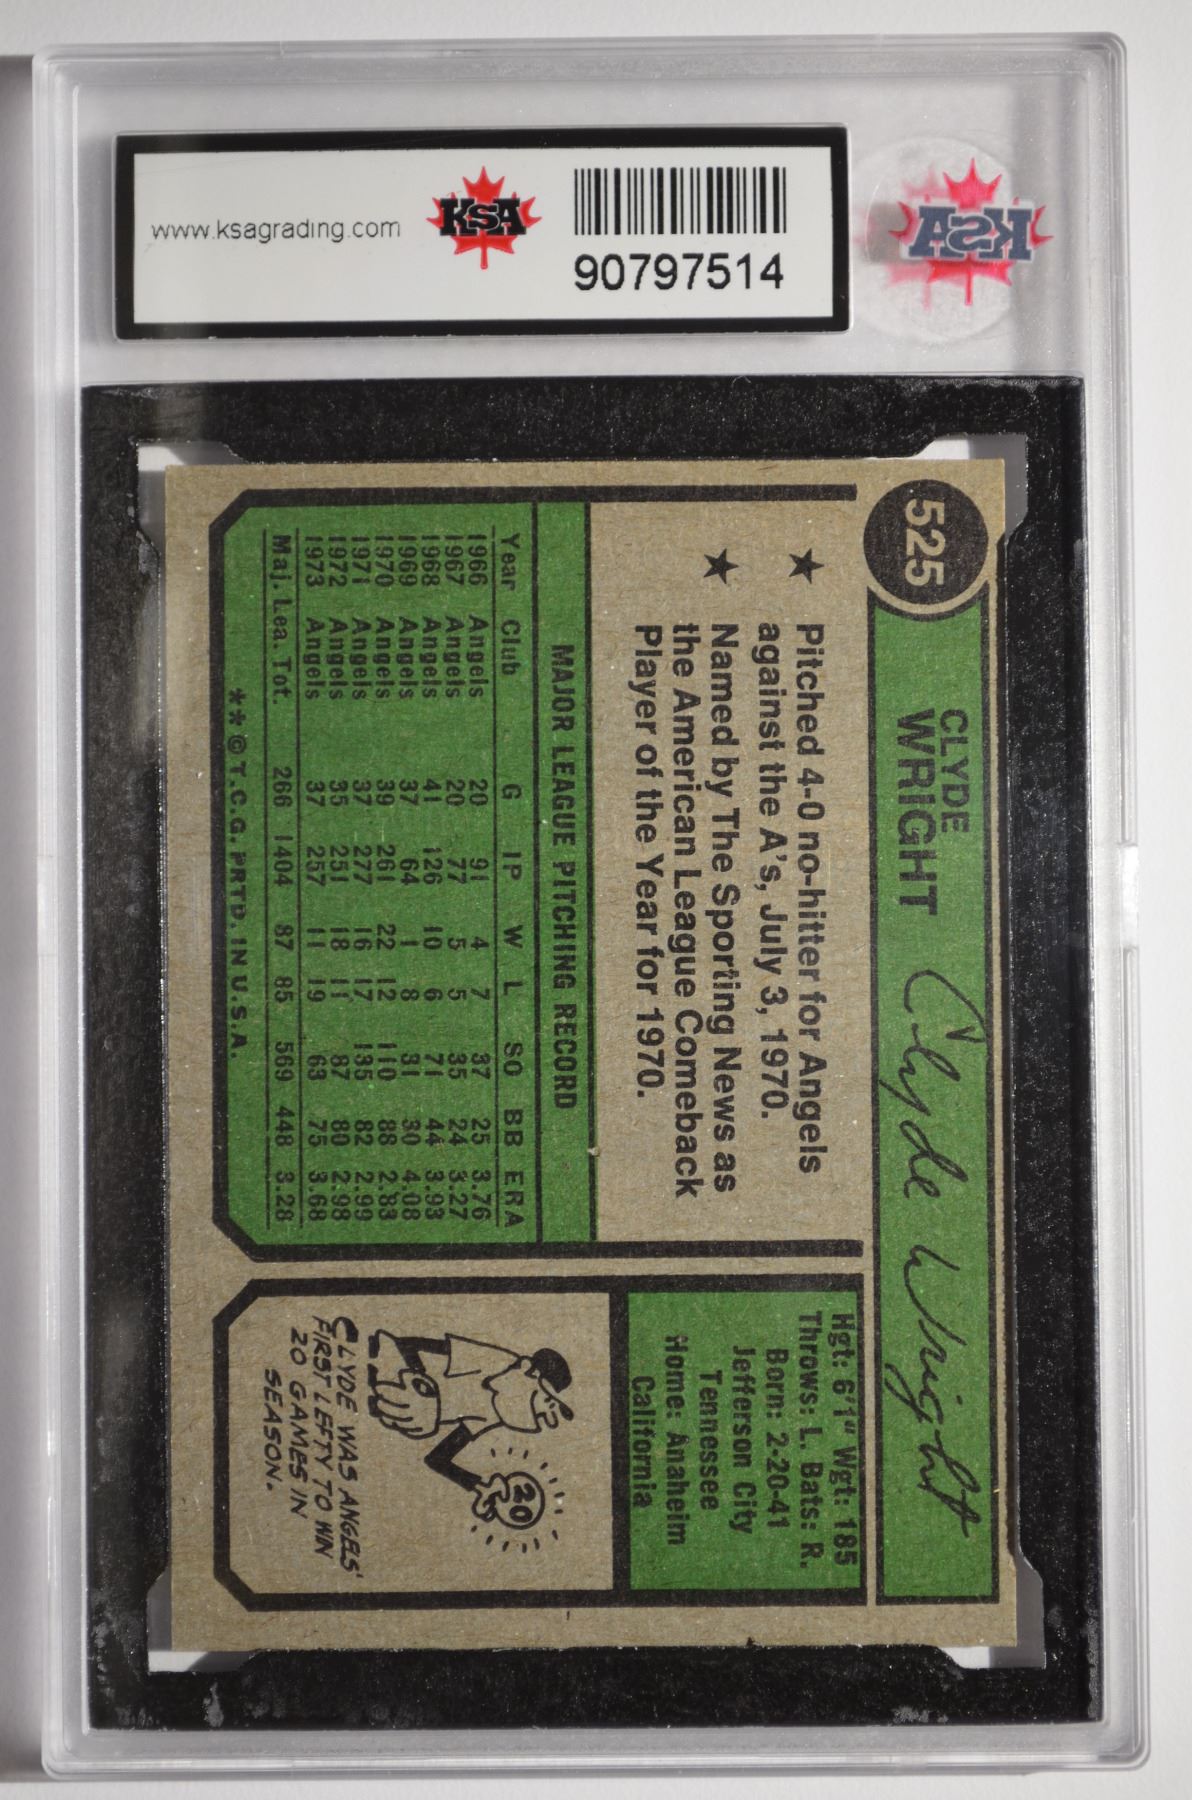 www.ksagrading.com
KSA
90797514
KSA
525
CLYDE
WRIGHT
Clyde Wright
★ Pitched 4-0 no-hitter for Angels
against the A's, July 3, 1970.
★ Named by The Sporting News as
the American League Comeback
Player of the Year for 1970.
Hgt: 6'1" Wgt: 185
Throws: L. Bats: R.
Born: 2-20-41
Jefferson City
Tennessee
Home: Anaheim
California
MAJOR LEAGUE PITCHING RECORD
Year Club G IP W L SO BB ERA
1966 Angels 20 91 4 7 37 25 3.76
1967 Angels 20 77 5 5 35 24 3.27
1968 Angels 41 126 10 6 71 44 3.93
1969 Angels 37 64 1 8 31 30 4.08
1970 Angels 39 261 22 12 110 88 2.83
1971 Angels 37 277 16 17 135 82 2.99
1972 Angels 35 251 18 11 87 80 2.98
1973 Angels 37 257 11 19 63 75 3.68
Maj. Lea. Tot. 266 1404 87 85 569 448 3.28
**©T.C.G. PRTD. IN U.S.A.
20
CLYDE WAS ANGELS'
FIRST LEFTY TO WIN
20 GAMES IN
SEASON.